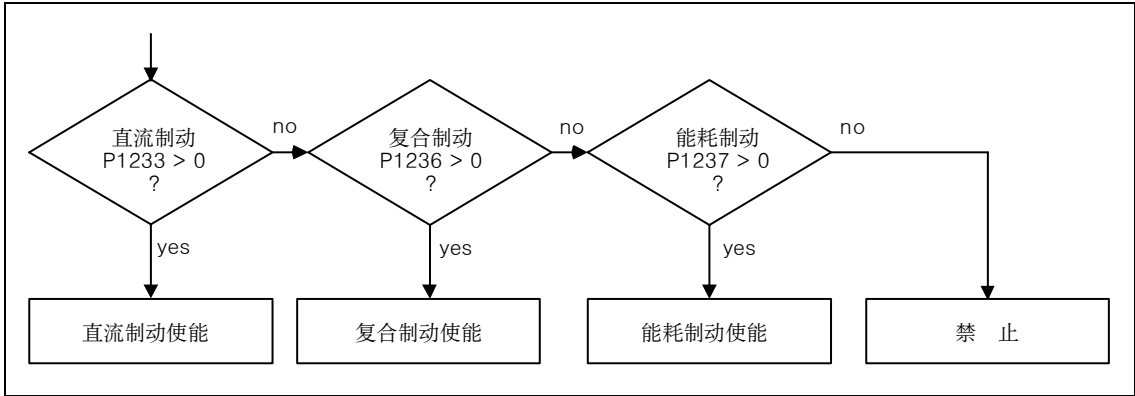 直流制动
P1233 > 0
?
no
复合制动
P1236 > 0
?
no
能耗制动
P1237 > 0
?
no
yes
yes
yes
直流制动使能
复合制动使能
能耗制动使能
禁 止